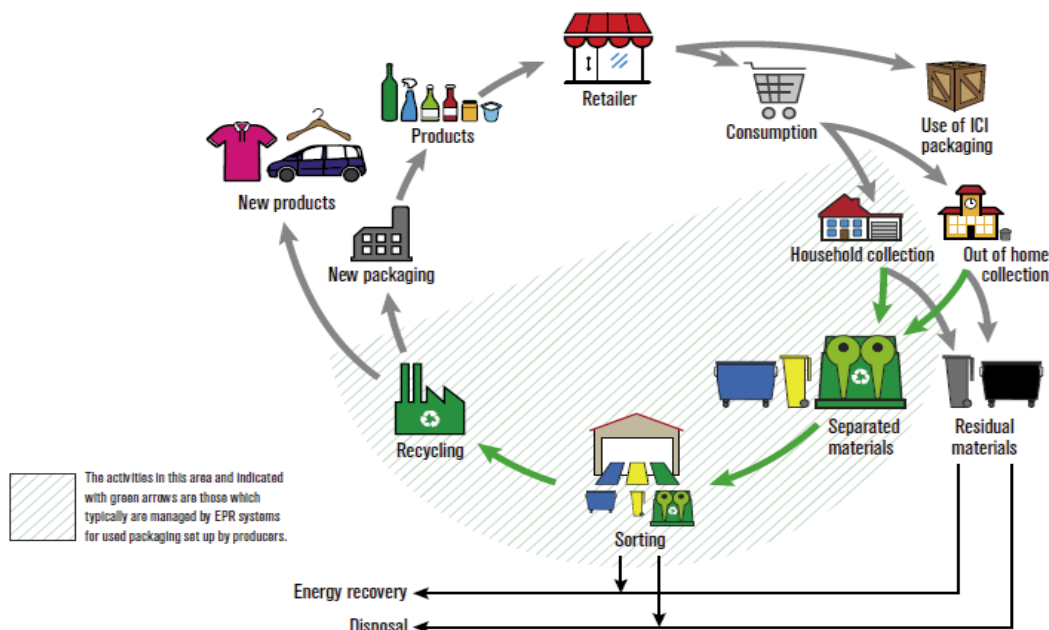 Retailer
Products
Consumption
Use of ICI
packaging
New products
New packaging
Household collection
Out of home
collection
Recycling
Separated
materials
Residual
materials
The activities in this area and indicated
with green arrows are those which
typically are managed by EPR systems
for used packaging set up by producers.
Sorting
Energy recovery
Disposal